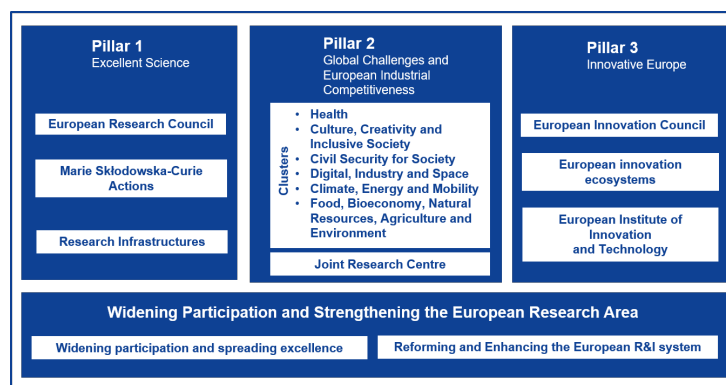 Pillar 1
Excellent Science
European Research Council
Marie Skłodowska-Curie
Actions
Research Infrastructures
Pillar 2
Global Challenges and
European Industrial
Competitiveness
Clusters
• Health
• Culture, Creativity and
Inclusive Society
• Civil Security for Society
• Digital, Industry and Space
• Climate, Energy and Mobility
• Food, Bioeconomy, Natural
Resources, Agriculture and
Environment
Joint Research Centre
Pillar 3
Innovative Europe
European Innovation Council
European innovation
ecosystems
European Institute of
Innovation
and Technology
Widening Participation and Strengthening the European Research Area
Widening participation and spreading excellence
Reforming and Enhancing the European R&I system